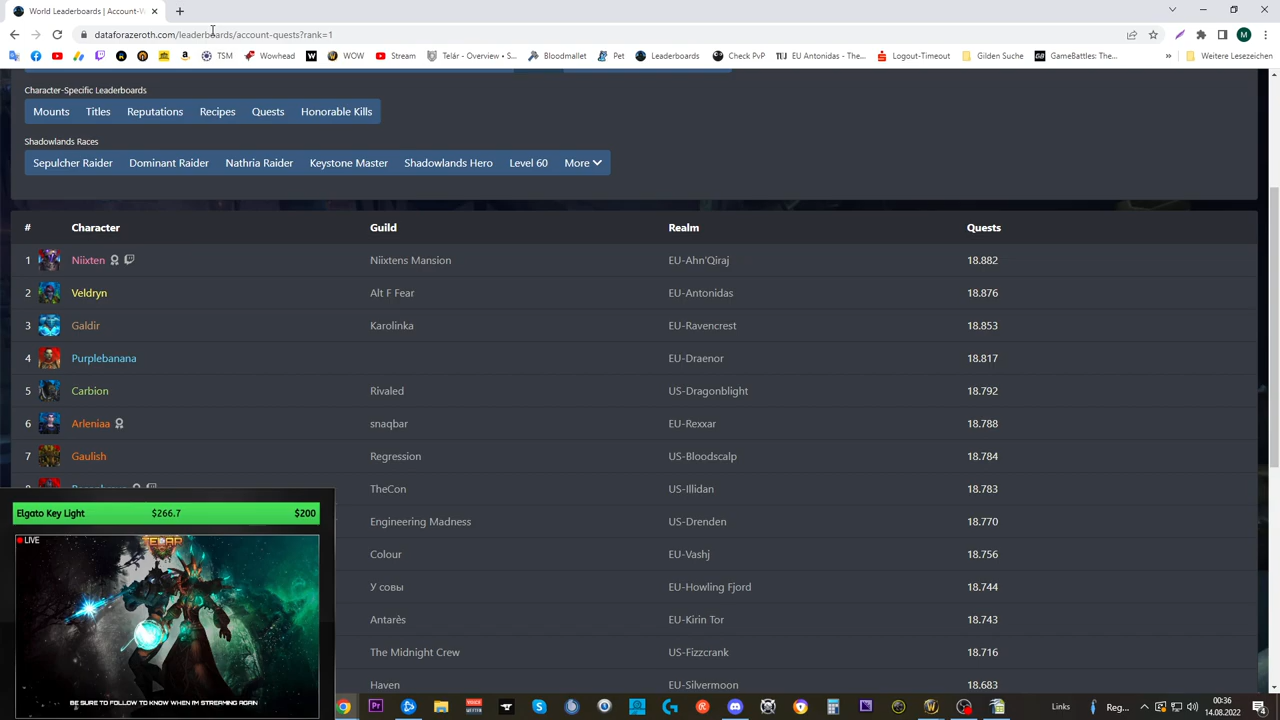 World Leaderboards | Account-W
dataforazeroth.com/leaderboards/account-quests?rank=1
TSM Wowhead WOW Stream Telár - Overview • S... Bloodmallet Pet Leaderboards Check PvP EU Antonidas - The... Logout-Timeout Gilden Suche GameBattles: The... » Weitere Lesezeichen
Character-Specific Leaderboards
Mounts Titles Reputations Recipes Quests Honorable Kills
Shadowlands Races
Sepulcher Raider Dominant Raider Nathria Raider Keystone Master Shadowlands Hero Level 60 More
# Character Guild Realm Quests
1 Niixten Niixtens Mansion EU-Ahn'Qiraj 18.882
2 Veldryn Alt F Fear EU-Antonidas 18.876
3 Galdir Karolinka EU-Ravencrest 18.853
4 Purplebanana EU-Draenor 18.817
5 Carbion Rivaled US-Dragonblight 18.792
6 Arleniaa snaqbar EU-Rexxar 18.788
7 Gaulish Regression US-Bloodscalp 18.784
TheCon US-Illidan 18.783
Engineering Madness US-Drenden 18.770
Colour EU-Vashj 18.756
У совы EU-Howling Fjord 18.744
Antarès EU-Kirin Tor 18.743
The Midnight Crew US-Fizzcrank 18.716
Haven EU-Silvermoon 18.683
Elgato Key Light $266.7 $200
LIVE
BE SURE TO FOLLOW TO KNOW WHEN I'M STREAMING AGAIN
Links Reg... 00:36
14.08.2022